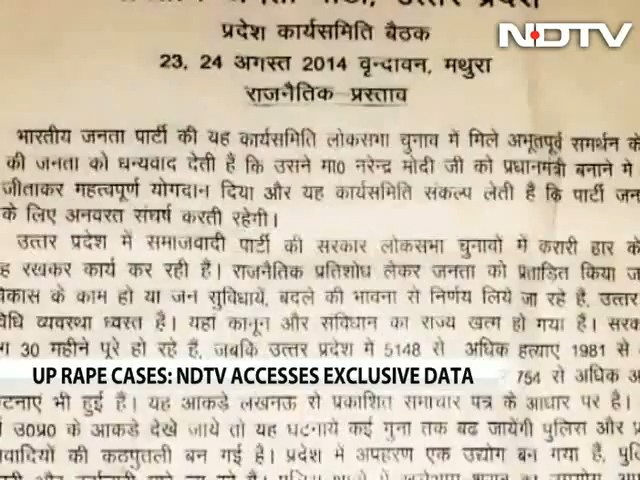 जनता पार्टी, उत्तर प्रदेश
NDTV
प्रदेश कार्यसमिति बैठक
23, 24 अगस्त 2014 वृन्दावन, मथुरा
राजनैतिक प्रस्ताव
भारतीय जनता पार्टी की यह कार्यसमिति लोकसभा चुनाव में मिले अभूतपूर्व समर्थन के
की जनता को धन्यवाद देती है कि उसने मा0 नरेन्द्र मोदी जी को प्रधानमंत्री बनाने मे
जीताकर महत्वपूर्ण योगदान दिया और यह कार्यसमिति संकल्प लेती है कि पार्टी जन
के लिए अनवरत संघर्ष करती रहेगी।
उत्तर प्रदेश में समाजवादी पार्टी की सरकार लोकसभा चुनावों में करारी हार के
रखकर कार्य कर रही है। राजनैतिक प्रतिशोध लेकर जनता को प्रताड़ित किया
विकास के काम हो या जन सुविधायें, बदले की भावना से निर्णय लिये जा रहे हैं, उत्तर
विधि व्यवस्था ध्वस्त है। यहां कानून और संविधान का राज्य खत्म हो गया है।
30 महीने पूरे हो रहे हैं, जबकि उत्तर प्रदेश में 5148 से अधिक हत्याए 1981 से
754 से अधिक
UP RAPE CASES: NDTV ACCESSES EXCLUSIVE DATA
भी हुई हैं। यह आकडे लखनऊ से प्रकाशित समाचार पत्र के आधार पर है।
उ0प्र0 के आकडे देखे जाये तो यह घटनाये कई गुना तक बढ जायेंगी पुलिस और
की कठपुतली बन गई है। प्रदेश में अपहरण एक उद्योग बन गया हैं,